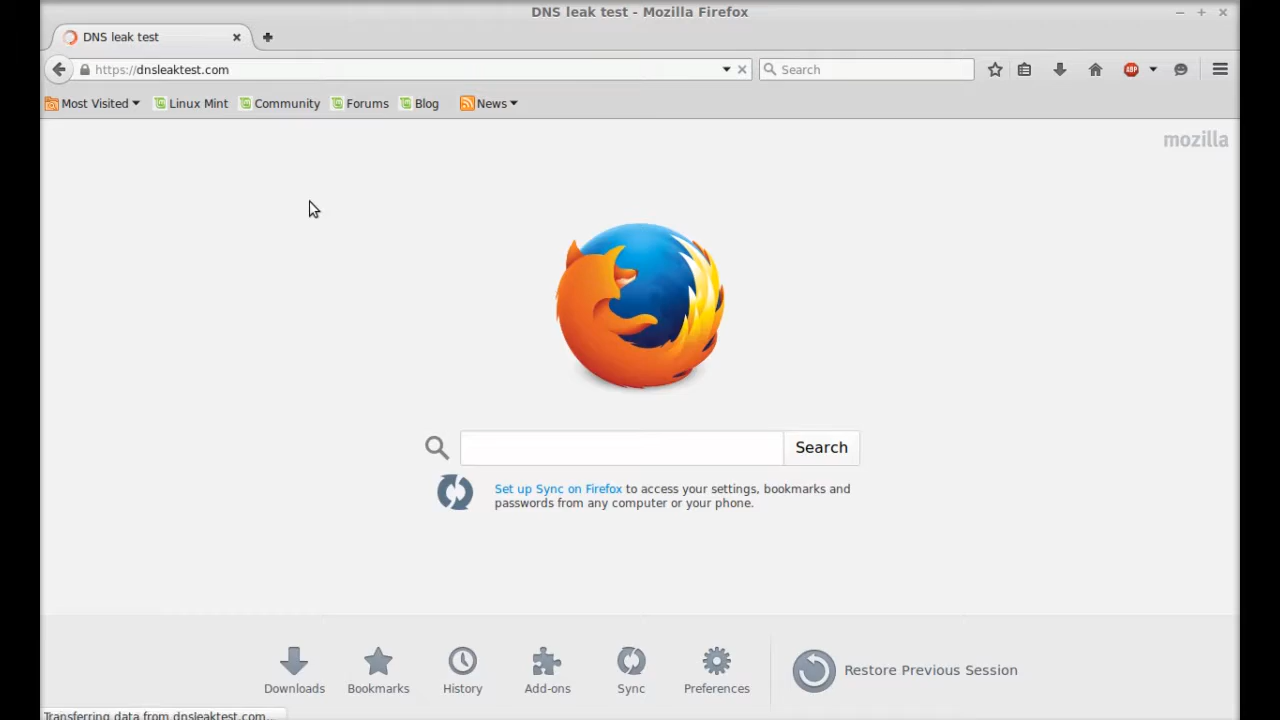 DNS leak test - Mozilla Firefox
DNS leak test
https://dnsleaktest.com
Search
ABP
Most Visited
Linux Mint
Community
Forums
Blog
News
mozilla
Search
Set up Sync on Firefox to access your settings, bookmarks and
passwords from any computer or your phone.
Downloads
Bookmarks
History
Add-ons
Sync
Preferences
Restore Previous Session
Transferring data from dnsleaktest.com...